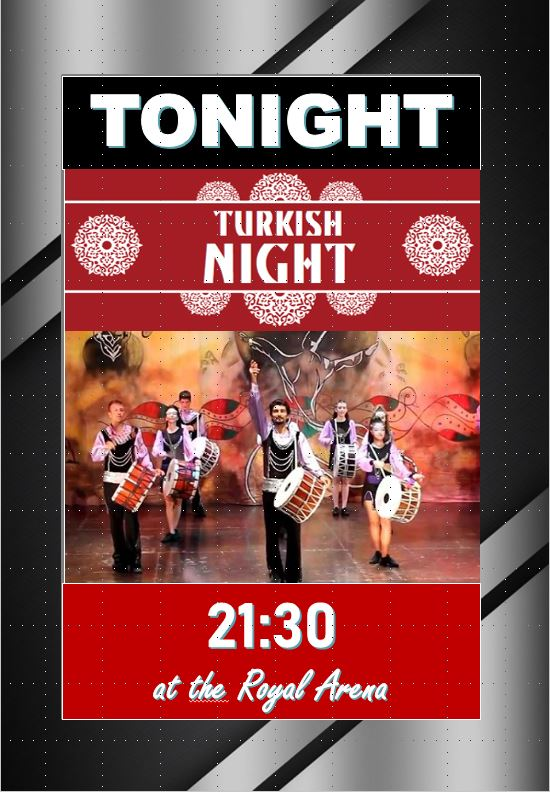 TONIGHT
TURKISH
NIGHT
21:30
at the Royal Arena